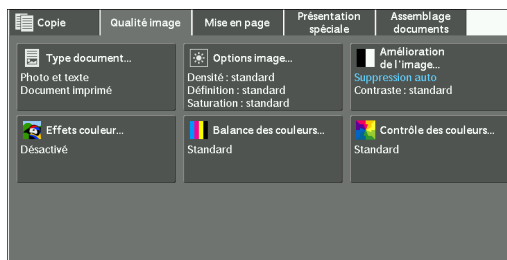 Copie
Qualité image
Mise en page
Présentation
spéciale
Assemblage
documents
Type document...
Photo et texte
Document imprimé
Options image...
Densité : standard
Définition : standard
Saturation : standard
Amélioration
de l'image...
Suppression auto
Contraste : standard
Effets couleur...
Désactivé
Balance des couleurs...
Standard
Contrôle des couleurs...
Standard